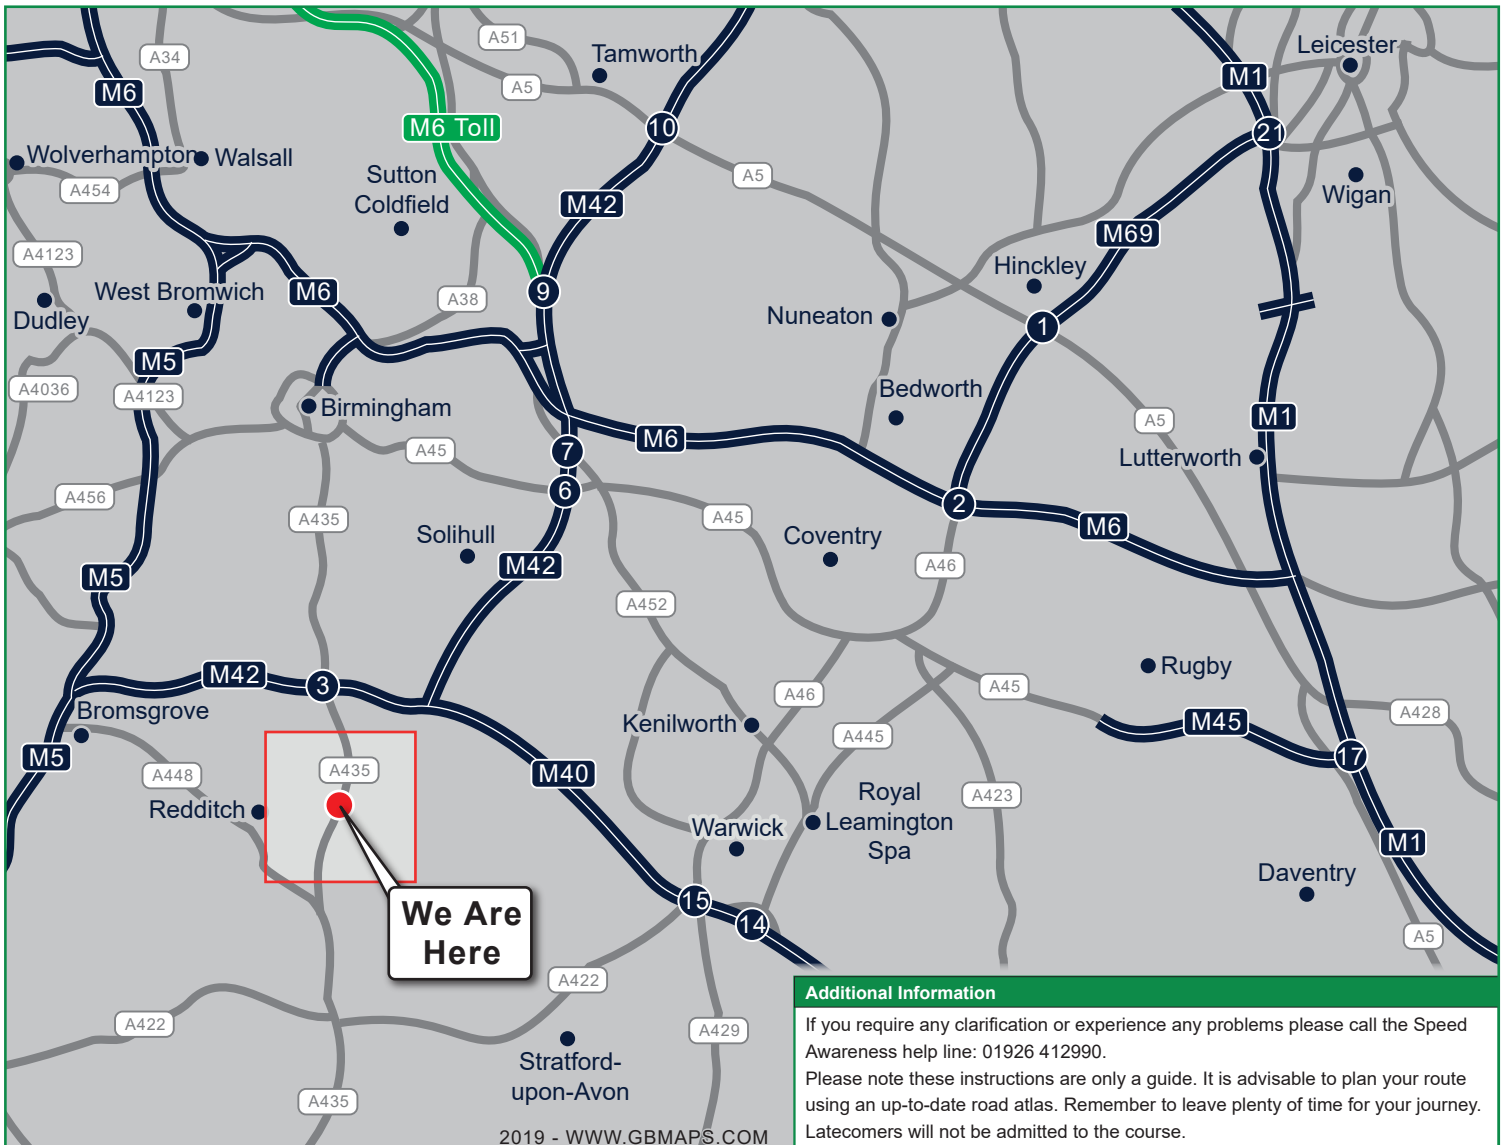 A34
A51
Tamworth
Leicester
M6
A5
M1
M6 Toll
10
21
Wolverhampton
Walsall
A454
Sutton
Coldfield
A5
M42
Wigan
M69
A4123
Hinckley
West Bromwich
M6
A38
9
Dudley
Nuneaton
1
M5
A4036
A4123
Birmingham
Bedworth
M1
A5
A45
7
M6
Lutterworth
A456
6
A435
A45
2
M6
Solihull
Coventry
M5
M42
A46
A452
Rugby
M42
3
A46
A45
Bromsgrove
Kenilworth
A445
M45
A428
M5
17
A448
A435
M40
Redditch
Royal
Leamington
Spa
A423
Warwick
M1
Daventry
15
14
We Are
Here
A5
A422
A422
A429
Stratford-
upon-Avon
A435
2019 - WWW.GBMAPS.COM
Additional Information
If you require any clarification or experience any problems please call the Speed
Awareness help line: 01926 412990.
Please note these instructions are only a guide. It is advisable to plan your route
using an up-to-date road atlas. Remember to leave plenty of time for your journey.
Latecomers will not be admitted to the course.